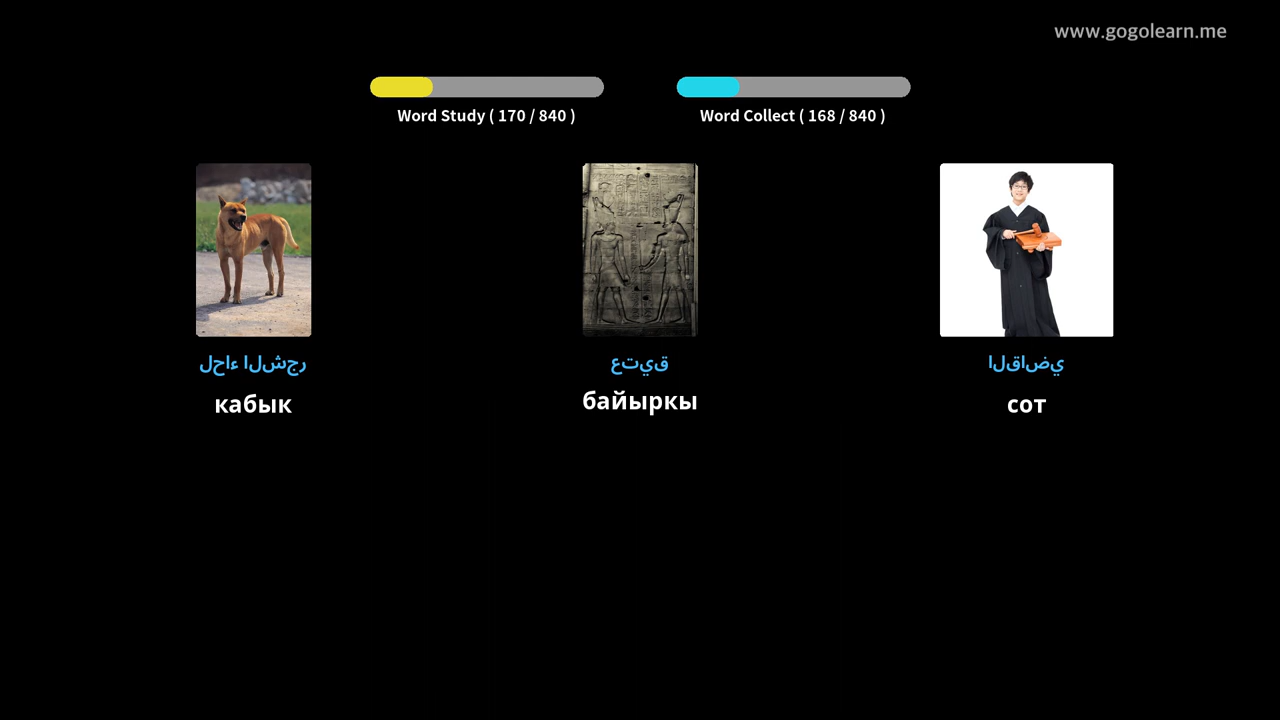 www.gogolearn.me
Word Study ( 170 / 840 )
Word Collect ( 168 / 840 )
لحاء الشجر
кабык
عتيق
байыркы
القاضي
сот